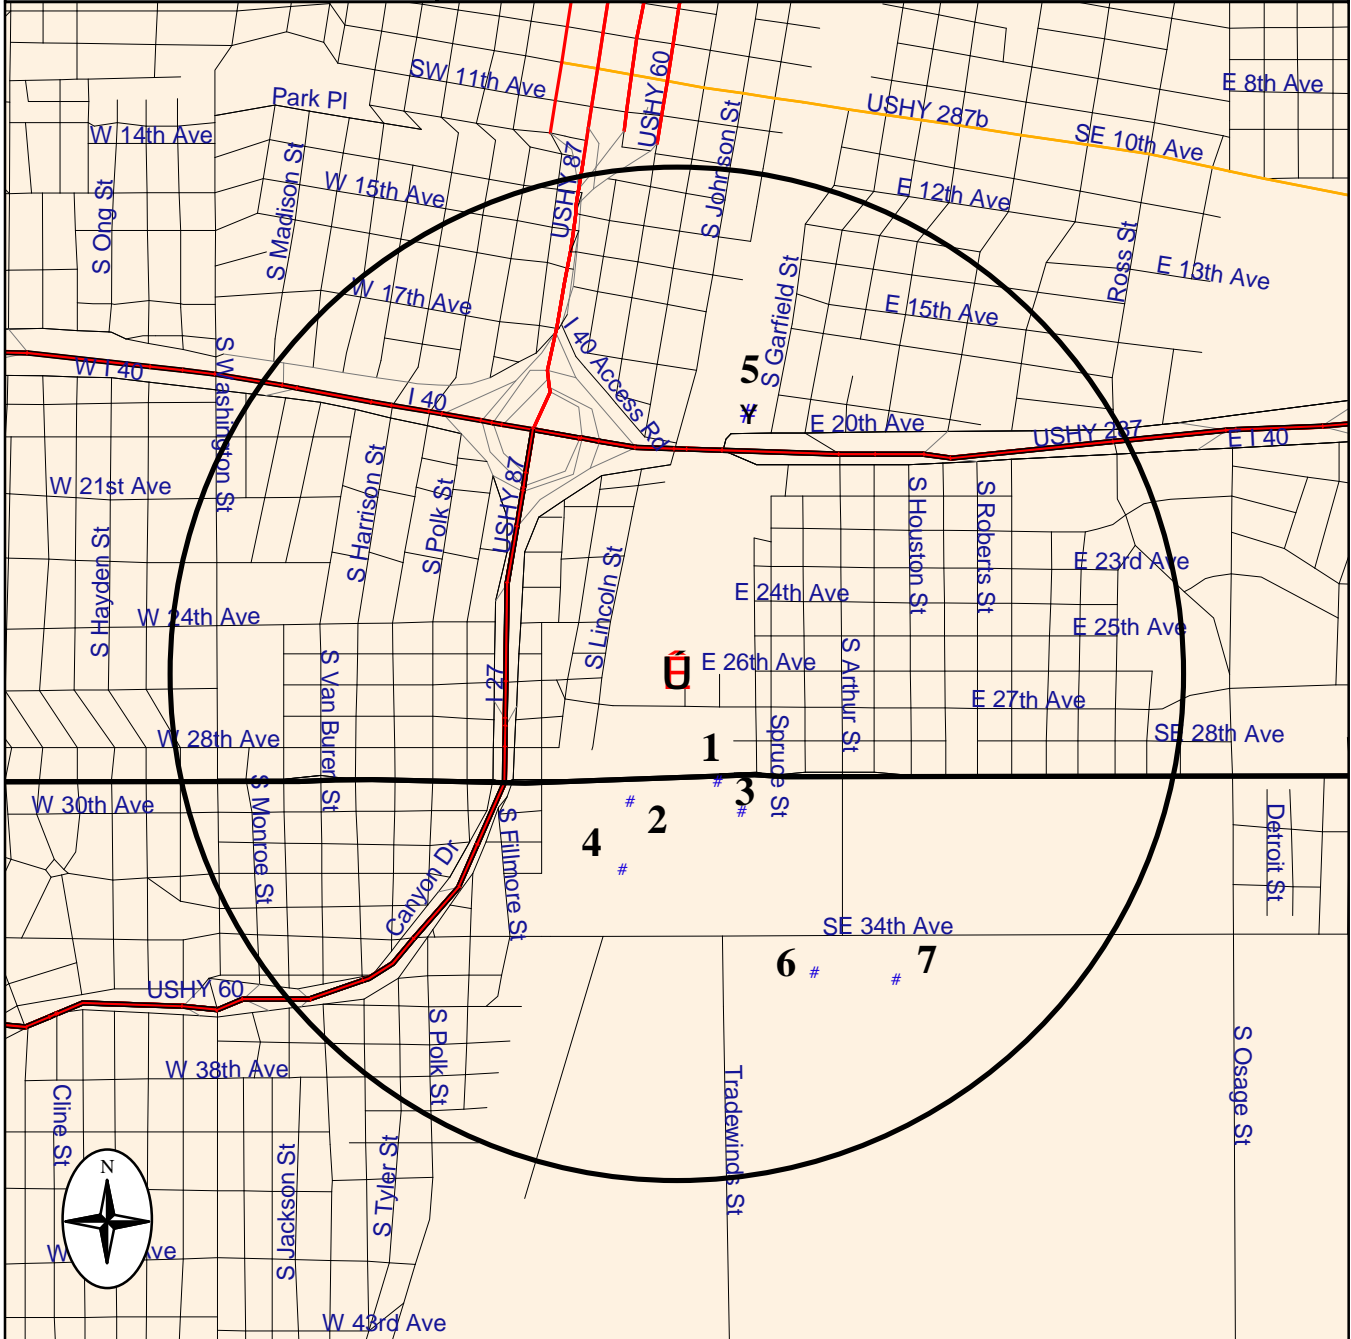 SW 11th Ave
USHY 60
E 8th Ave
Park Pl
USHY 287b
W 14th Ave
SE 10th Ave
S Madison St
W 15th Ave
USHY 87
S Johnson St
E 12th Ave
S Ong St
Ross St
E 13th Ave
W 17th Ave
S Garfield St
E 15th Ave
I 40 Access Rd
W I 40
S Washington St
I 40
5
¥
E 20th Ave
USHY 287
E I 40
W 21st Ave
S Harrison St
S Polk St
USHY 87
S Houston St
S Roberts St
S Hayden St
E 23rd Ave
E 24th Ave
W 24th Ave
S Lincoln St
E 25th Ave
S Van Buren St
I 27
E 26th Ave
S Arthur St
E 27th Ave
W 28th Ave
1
Spruce St
SE 28th Ave
W 30th Ave
S Monroe St
#
#
3
#
2
S Fillmore St
4
#
Canyon Dr
Detroit St
SE 34th Ave
6
#
#
7
USHY 60
S Polk St
S Osage St
W 38th Ave
Cline St
Tradewinds St
N
S Jackson St
S Tyler St
W
ve
W 43rd Ave